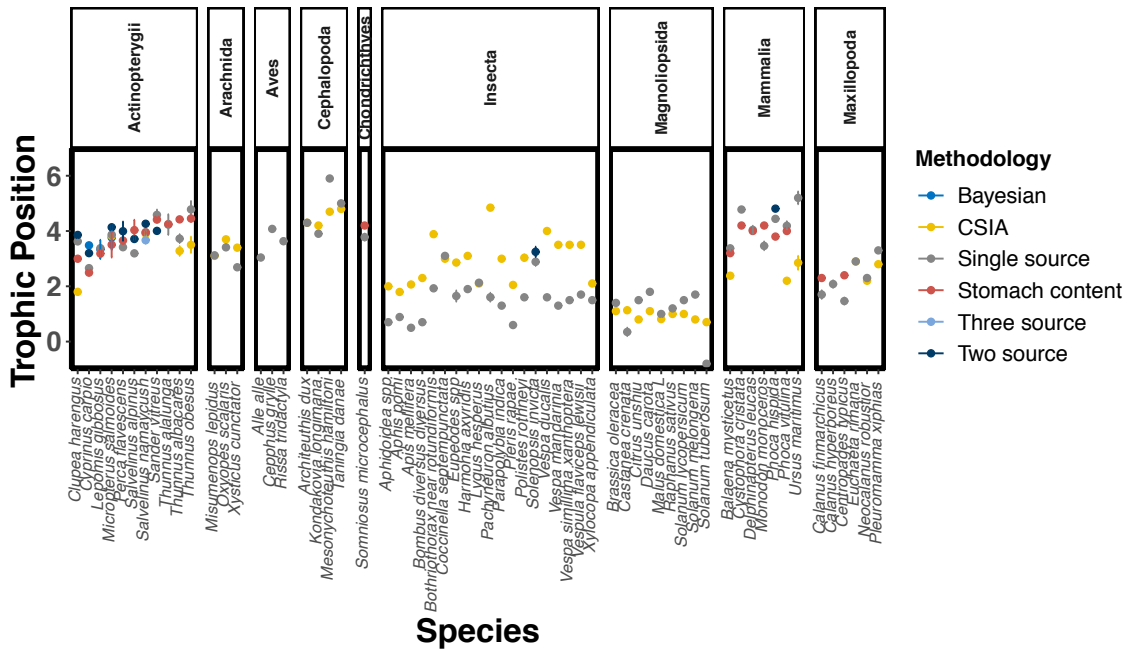 Actinopterygii
Arachnida
Aves
Cephalopoda
Chondrichthyes
Insecta
Magnoliopsida
Mammalia
Maxillopoda
Trophic Position
6
4
2
0
Clupea harengus
Cyprinus carpio
Lepomis gibbosus
Micropterus salmoides
Perca flavescens
Salvelinus alpinus
Salvelinus namaycush
Sander vitreus
Thunnus alalunga
Thunnus albacares
Thunnus obesus
Misumenops lepidus
Oxyopes scalaris
Xysticus cunctator
Alle alle
Cepphus grylle
Rissa tridactyla
Architeuthis dux
Kondakovia longimana,
Mesonychoteuthis hamiltoni
Taningia danae
Somniosus microcephalus
Aphidoidea spp
Aphis pomi
Apis mellifera
Bombus diversus diversus
Bothriothorax near rotundiformis
Coccinella septempunctata
Eupeodes spp
Harmonia axyridis
Lygus hesperus
Pachyneuron albutius
Parapolybia indica
Pieris rapae.
Polistes rothneyi
Solenopsis invicta
Vespa ducalis
Vespa mandarinia
Vespa simillima xanthoptera
Vespula flaviceps lewisii
Xylocopa appendiculata
Brassica oleracea
Castanea crenata
Citrus unshiu
Daucus carota
Malus domestica L
Raphanus sativus
Solanum lycopersicum
Solanum melongena
Solanum tuberosum
Balaena mysticetus
Cystophora cristata
Delphinapterus leucas
Monodon monoceros
Phoca hispida
Phoca vitulina
Ursus maritimus
Calanus finmarchicus
Calanus hyperboreus
Centropages typicus
Euchaeta marina
Neocalanus robustior
Pleuromamma xiphias
Species
Methodology
Bayesian
CSIA
Single source
Stomach content
Three source
Two source